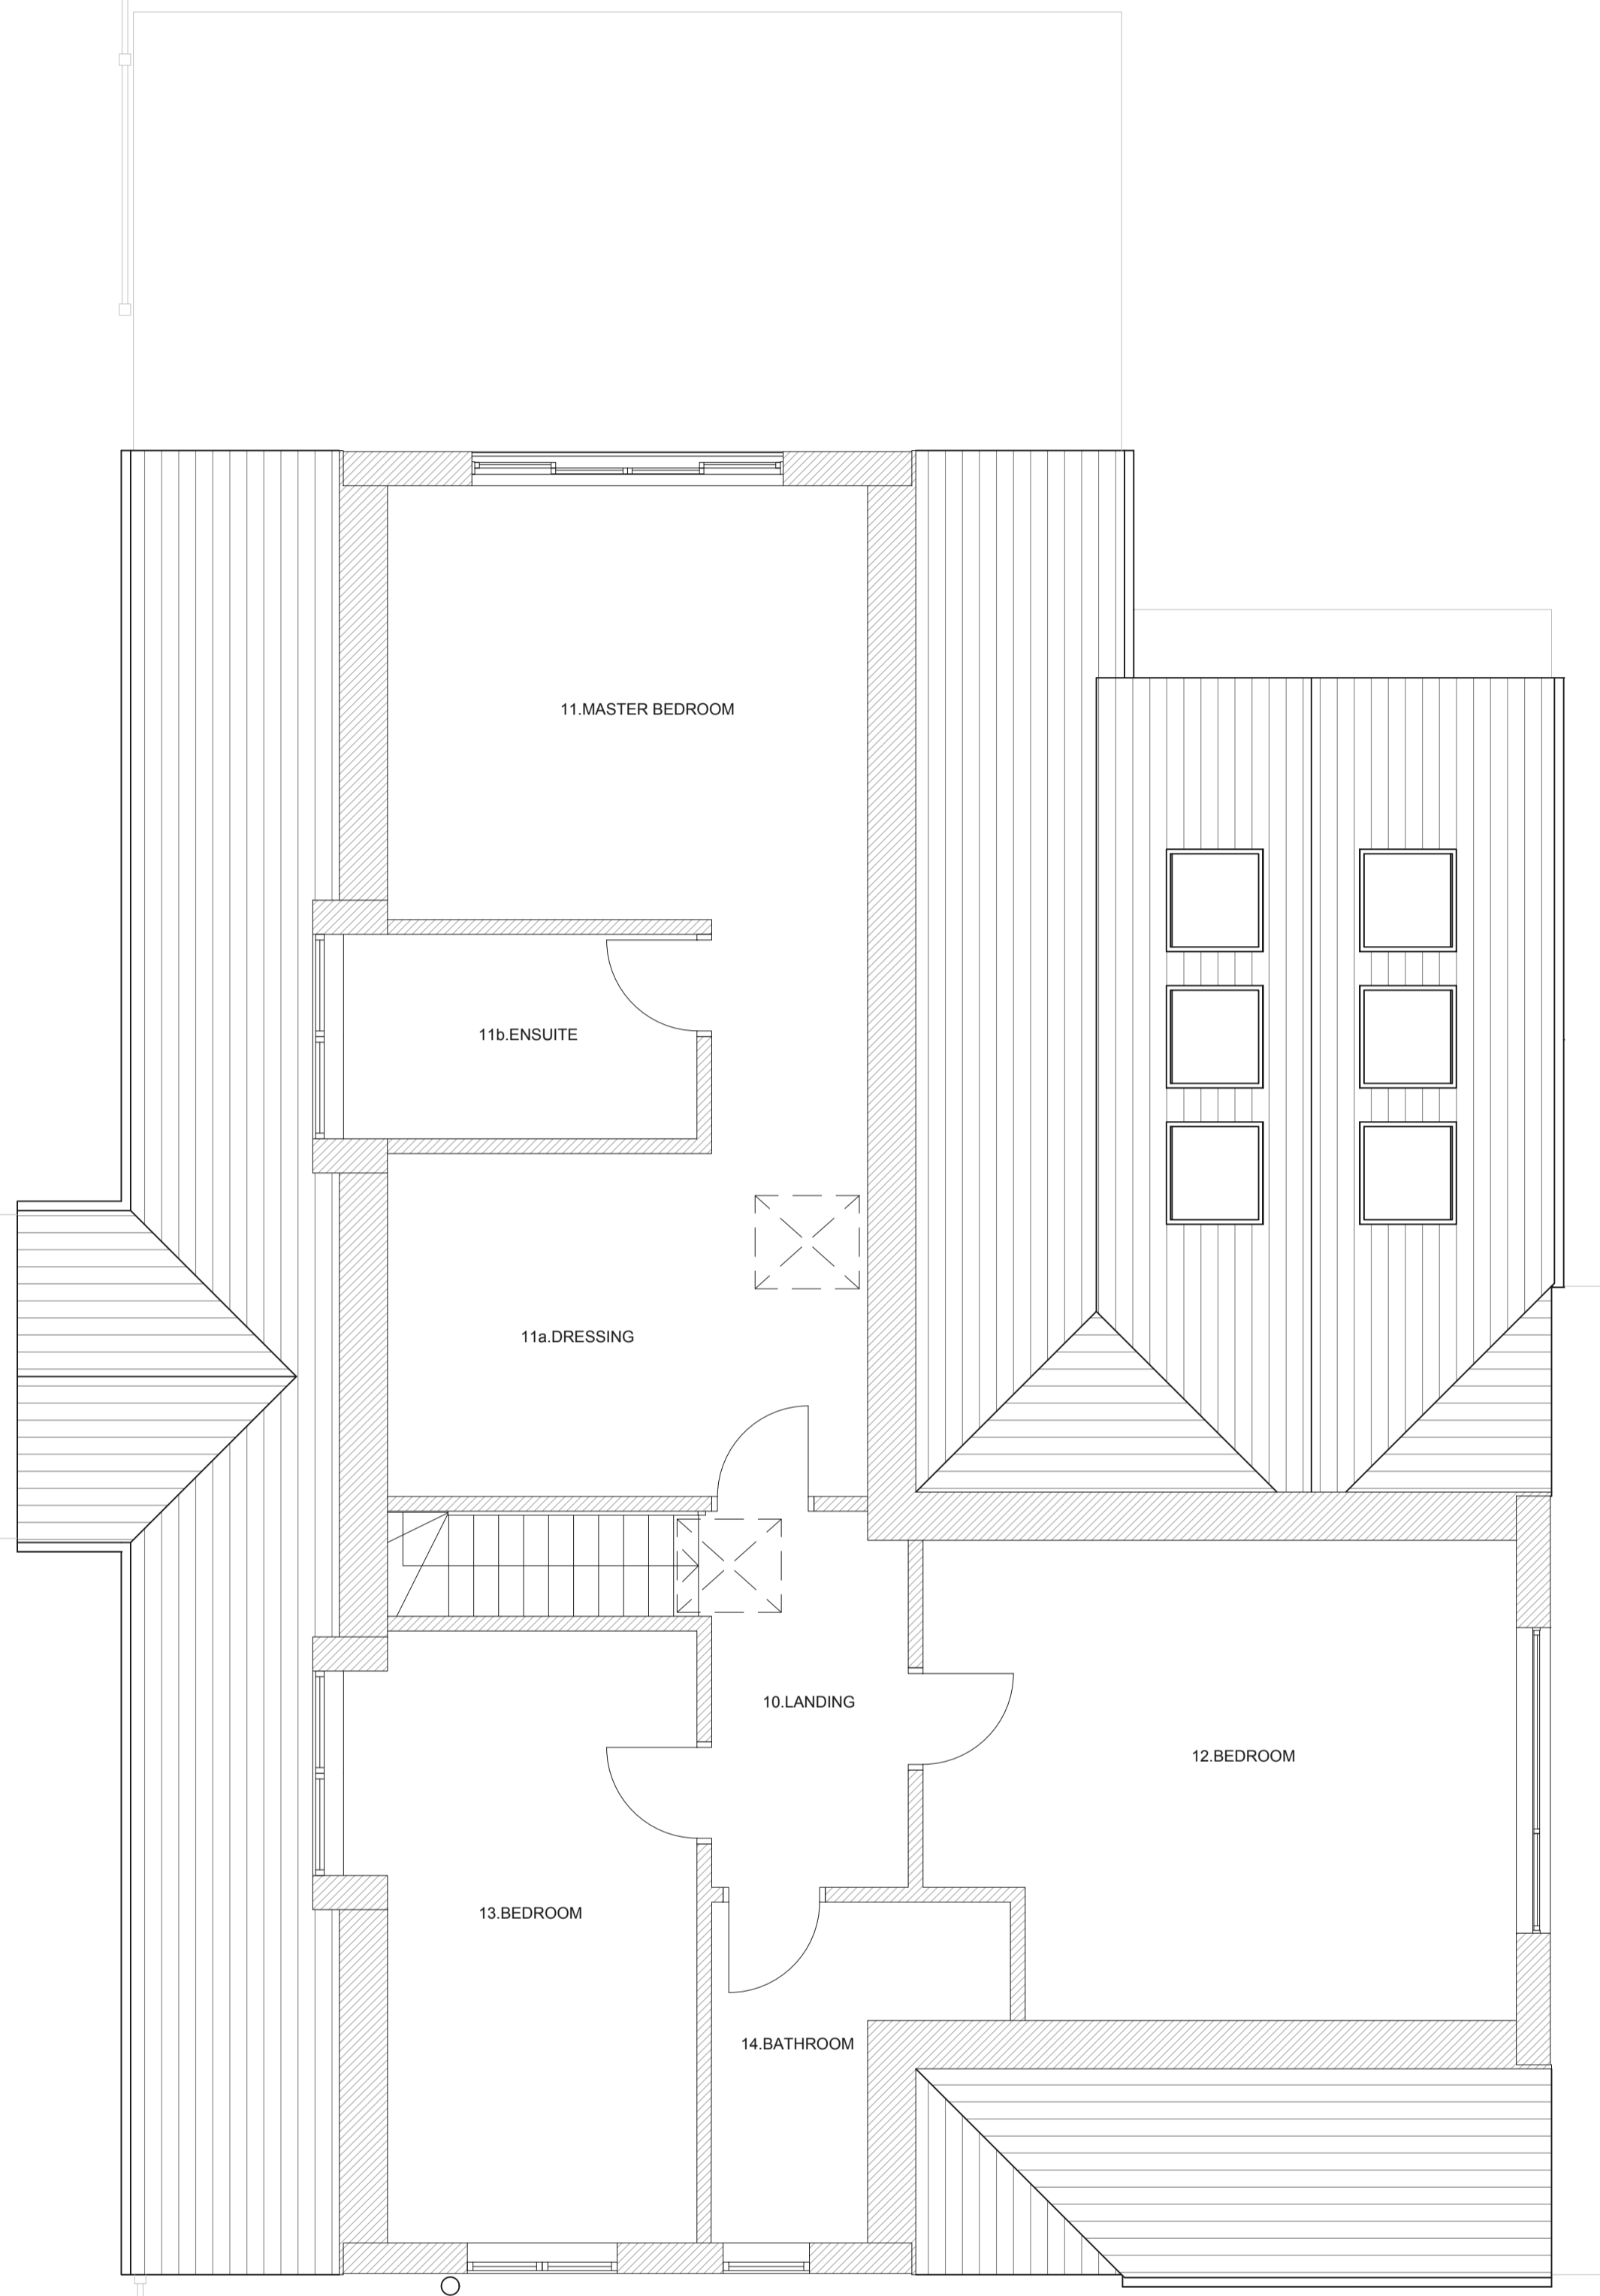 11.MASTER BEDROOM
11b.ENSUITE
11a.DRESSING
10.LANDING
12.BEDROOM
13.BEDROOM
14.BATHROOM